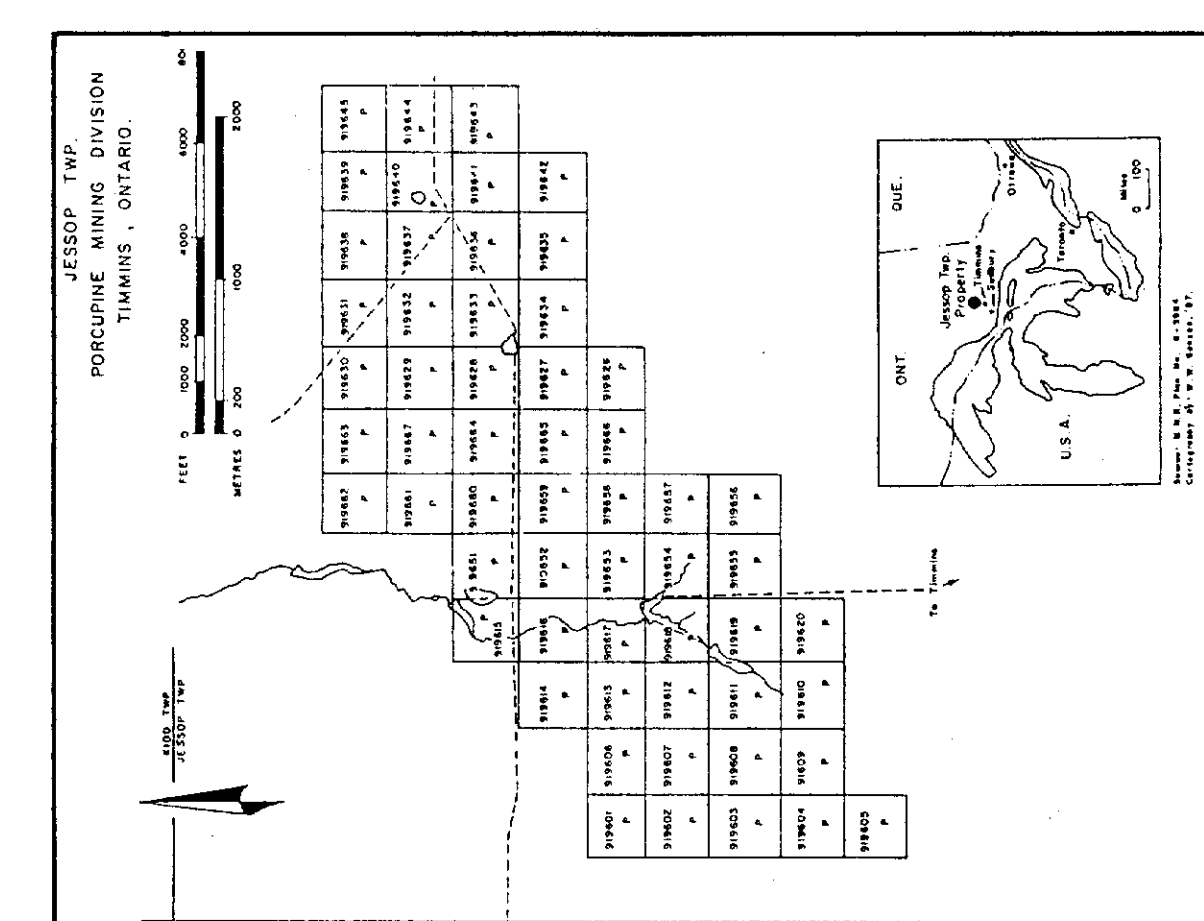 JESSOP TWP.
PORCUPINE MINING DIVISION
TIMMINS , ONTARIO.
FEET 0 1000 2000 4000 6000
METRES 0 200 1000 2000
KIDD TWP
JESSOP TWP
919645 P
919644 P
919643 P
919639 P
919640 P
919641 P
919642 P
919638 P
919637
919636 P
919635 P
919631 P
919632 P
919633 P
919634 P
919630 P
919629 P
919628 P
919627 P
919626 P
919663 P
919667 P
919664 P
919665 P
919666 P
919662 P
919661 P
919660 P
919659 P
919658 P
919657 P
919656 P
9651 P
919652 P
919653 P
919654 P
919655 P
919615 P
919616 P
919617 P
919618 P
919619 P
919620 P
919614 P
919613 P
919612 P
919611 P
919610 P
919606 P
919607 P
919608 P
91609 P
919601 P
919602 P
919603 P
919604 P
919605 P
To Timmins
QUE.
ONT.
U.S.A.
Jessop Twp.
Property
Timmins
Sudbury
Ottawa
Toronto
Miles
0 100
Cartography by : W.W.